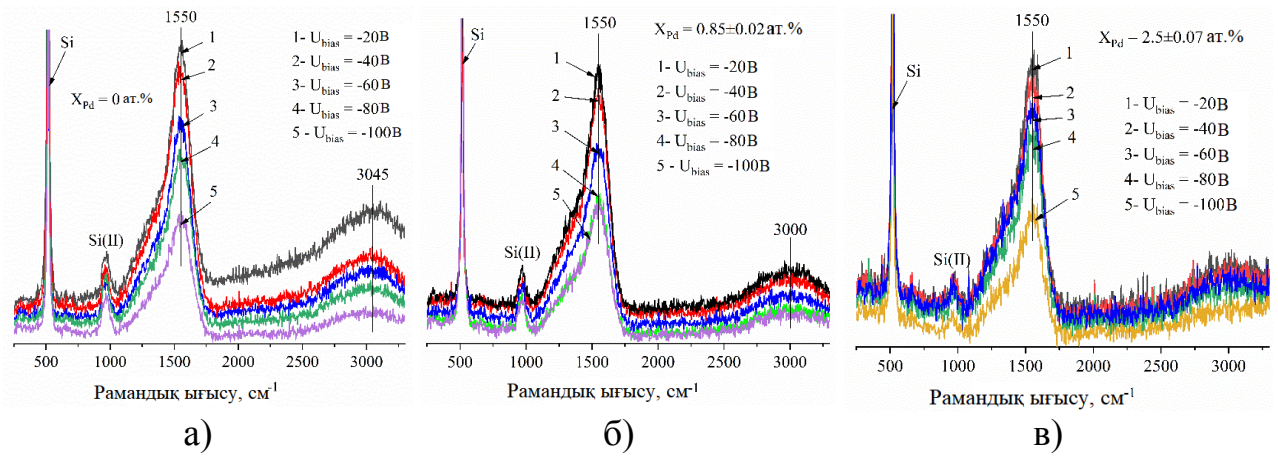 1550
Si
1
2
3
4
5
1- U_bias = -20В
2- U_bias = -40В
3- U_bias = -60В
4- U_bias = -80В
5 - U_bias = -100В
X_Pd = 0 ат.%
3045
Si(II)
500 1000 1500 2000 2500 3000
Рамандық ығысу, см⁻¹
а)
1550
X_Pd = 0.85±0.02 ат.%
Si
1
2
3
4
5
1- U_bias = -20В
2- U_bias = -40В
3- U_bias = -60В
4- U_bias − -80В
5 - U_bias = -100В
Si(II)
3000
500 1000 1500 2000 2500 3000
Рамандық ығысу, см⁻¹
б)
1550
X_Pd − 2.5±0.07 ат.%
Si
1
2
3
4
5
1 - U_bias − -20В
2- U_bias = -40В
3 - U_bias = -60В
4- U_bias = -80В
5- U_bias = -100В
Si(II)
500 1000 1500 2000 2500 3000
Рамандық ығысу, см⁻¹
в)